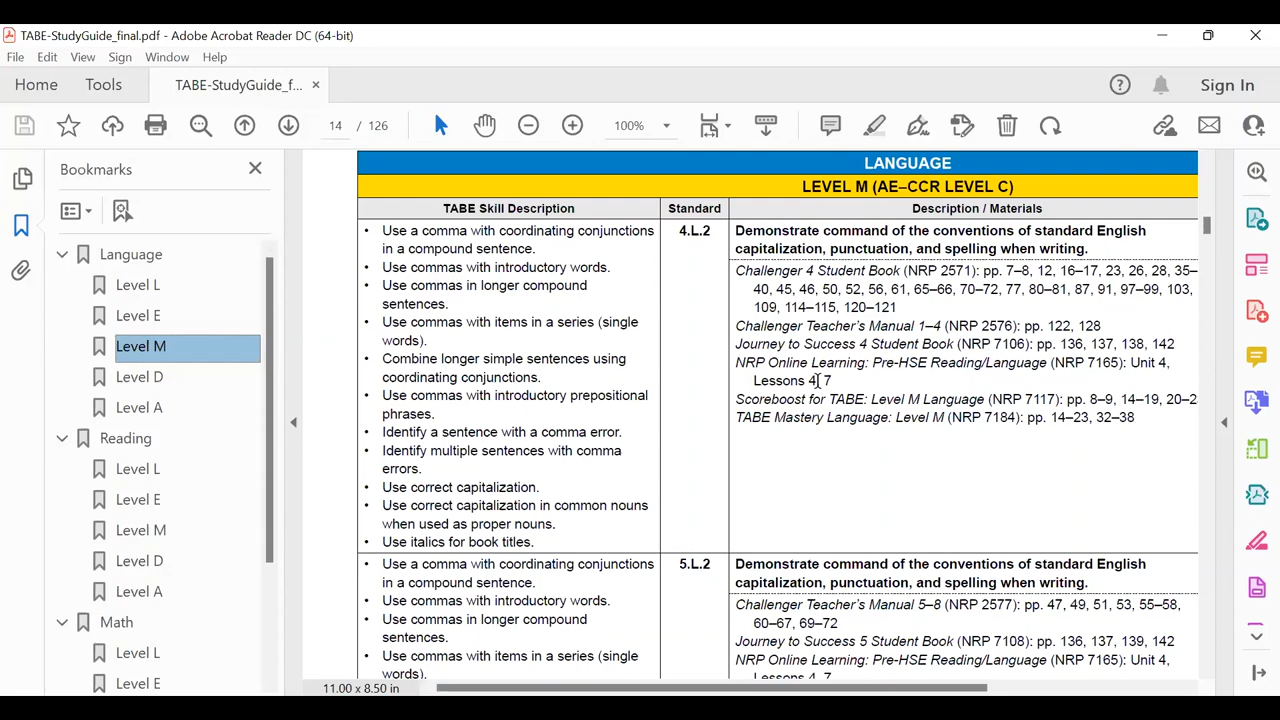 TABE-StudyGuide_final.pdf - Adobe Acrobat Reader DC (64-bit)
File Edit View Sign Window Help
Home Tools TABE-StudyGuide_f... × Sign In
14 / 126 100%
Bookmarks
Language
Level L
Level E
Level M
Level D
Level A
Reading
Level L
Level E
Level M
Level D
Level A
Math
Level L
Level E
LANGUAGE
LEVEL M (AE–CCR LEVEL C)
TABE Skill Description Standard Description / Materials
• Use a comma with coordinating conjunctions
in a compound sentence.
• Use commas with introductory words.
• Use commas in longer compound
sentences.
• Use commas with items in a series (single
words).
• Combine longer simple sentences using
coordinating conjunctions.
• Use commas with introductory prepositional
phrases.
• Identify a sentence with a comma error.
• Identify multiple sentences with comma
errors.
• Use correct capitalization.
• Use correct capitalization in common nouns
when used as proper nouns.
• Use italics for book titles.
4.L.2
Demonstrate command of the conventions of standard English
capitalization, punctuation, and spelling when writing.
Challenger 4 Student Book (NRP 2571): pp. 7–8, 12, 16–17, 23, 26, 28, 35–
40, 45, 46, 50, 52, 56, 61, 65–66, 70–72, 77, 80–81, 87, 91, 97–99, 103,
109, 114–115, 120–121
Challenger Teacher's Manual 1–4 (NRP 2576): pp. 122, 128
Journey to Success 4 Student Book (NRP 7106): pp. 136, 137, 138, 142
NRP Online Learning: Pre-HSE Reading/Language (NRP 7165): Unit 4,
Lessons 4, 7
Scoreboost for TABE: Level M Language (NRP 7117): pp. 8–9, 14–19, 20–2
TABE Mastery Language: Level M (NRP 7184): pp. 14–23, 32–38
• Use a comma with coordinating conjunctions
in a compound sentence.
• Use commas with introductory words.
• Use commas in longer compound
sentences.
• Use commas with items in a series (single
words).
5.L.2
Demonstrate command of the conventions of standard English
capitalization, punctuation, and spelling when writing.
Challenger Teacher's Manual 5–8 (NRP 2577): pp. 47, 49, 51, 53, 55–58,
60–67, 69–72
Journey to Success 5 Student Book (NRP 7108): pp. 136, 137, 139, 142
NRP Online Learning: Pre-HSE Reading/Language (NRP 7165): Unit 4,
Lessons 4, 7
11.00 x 8.50 in